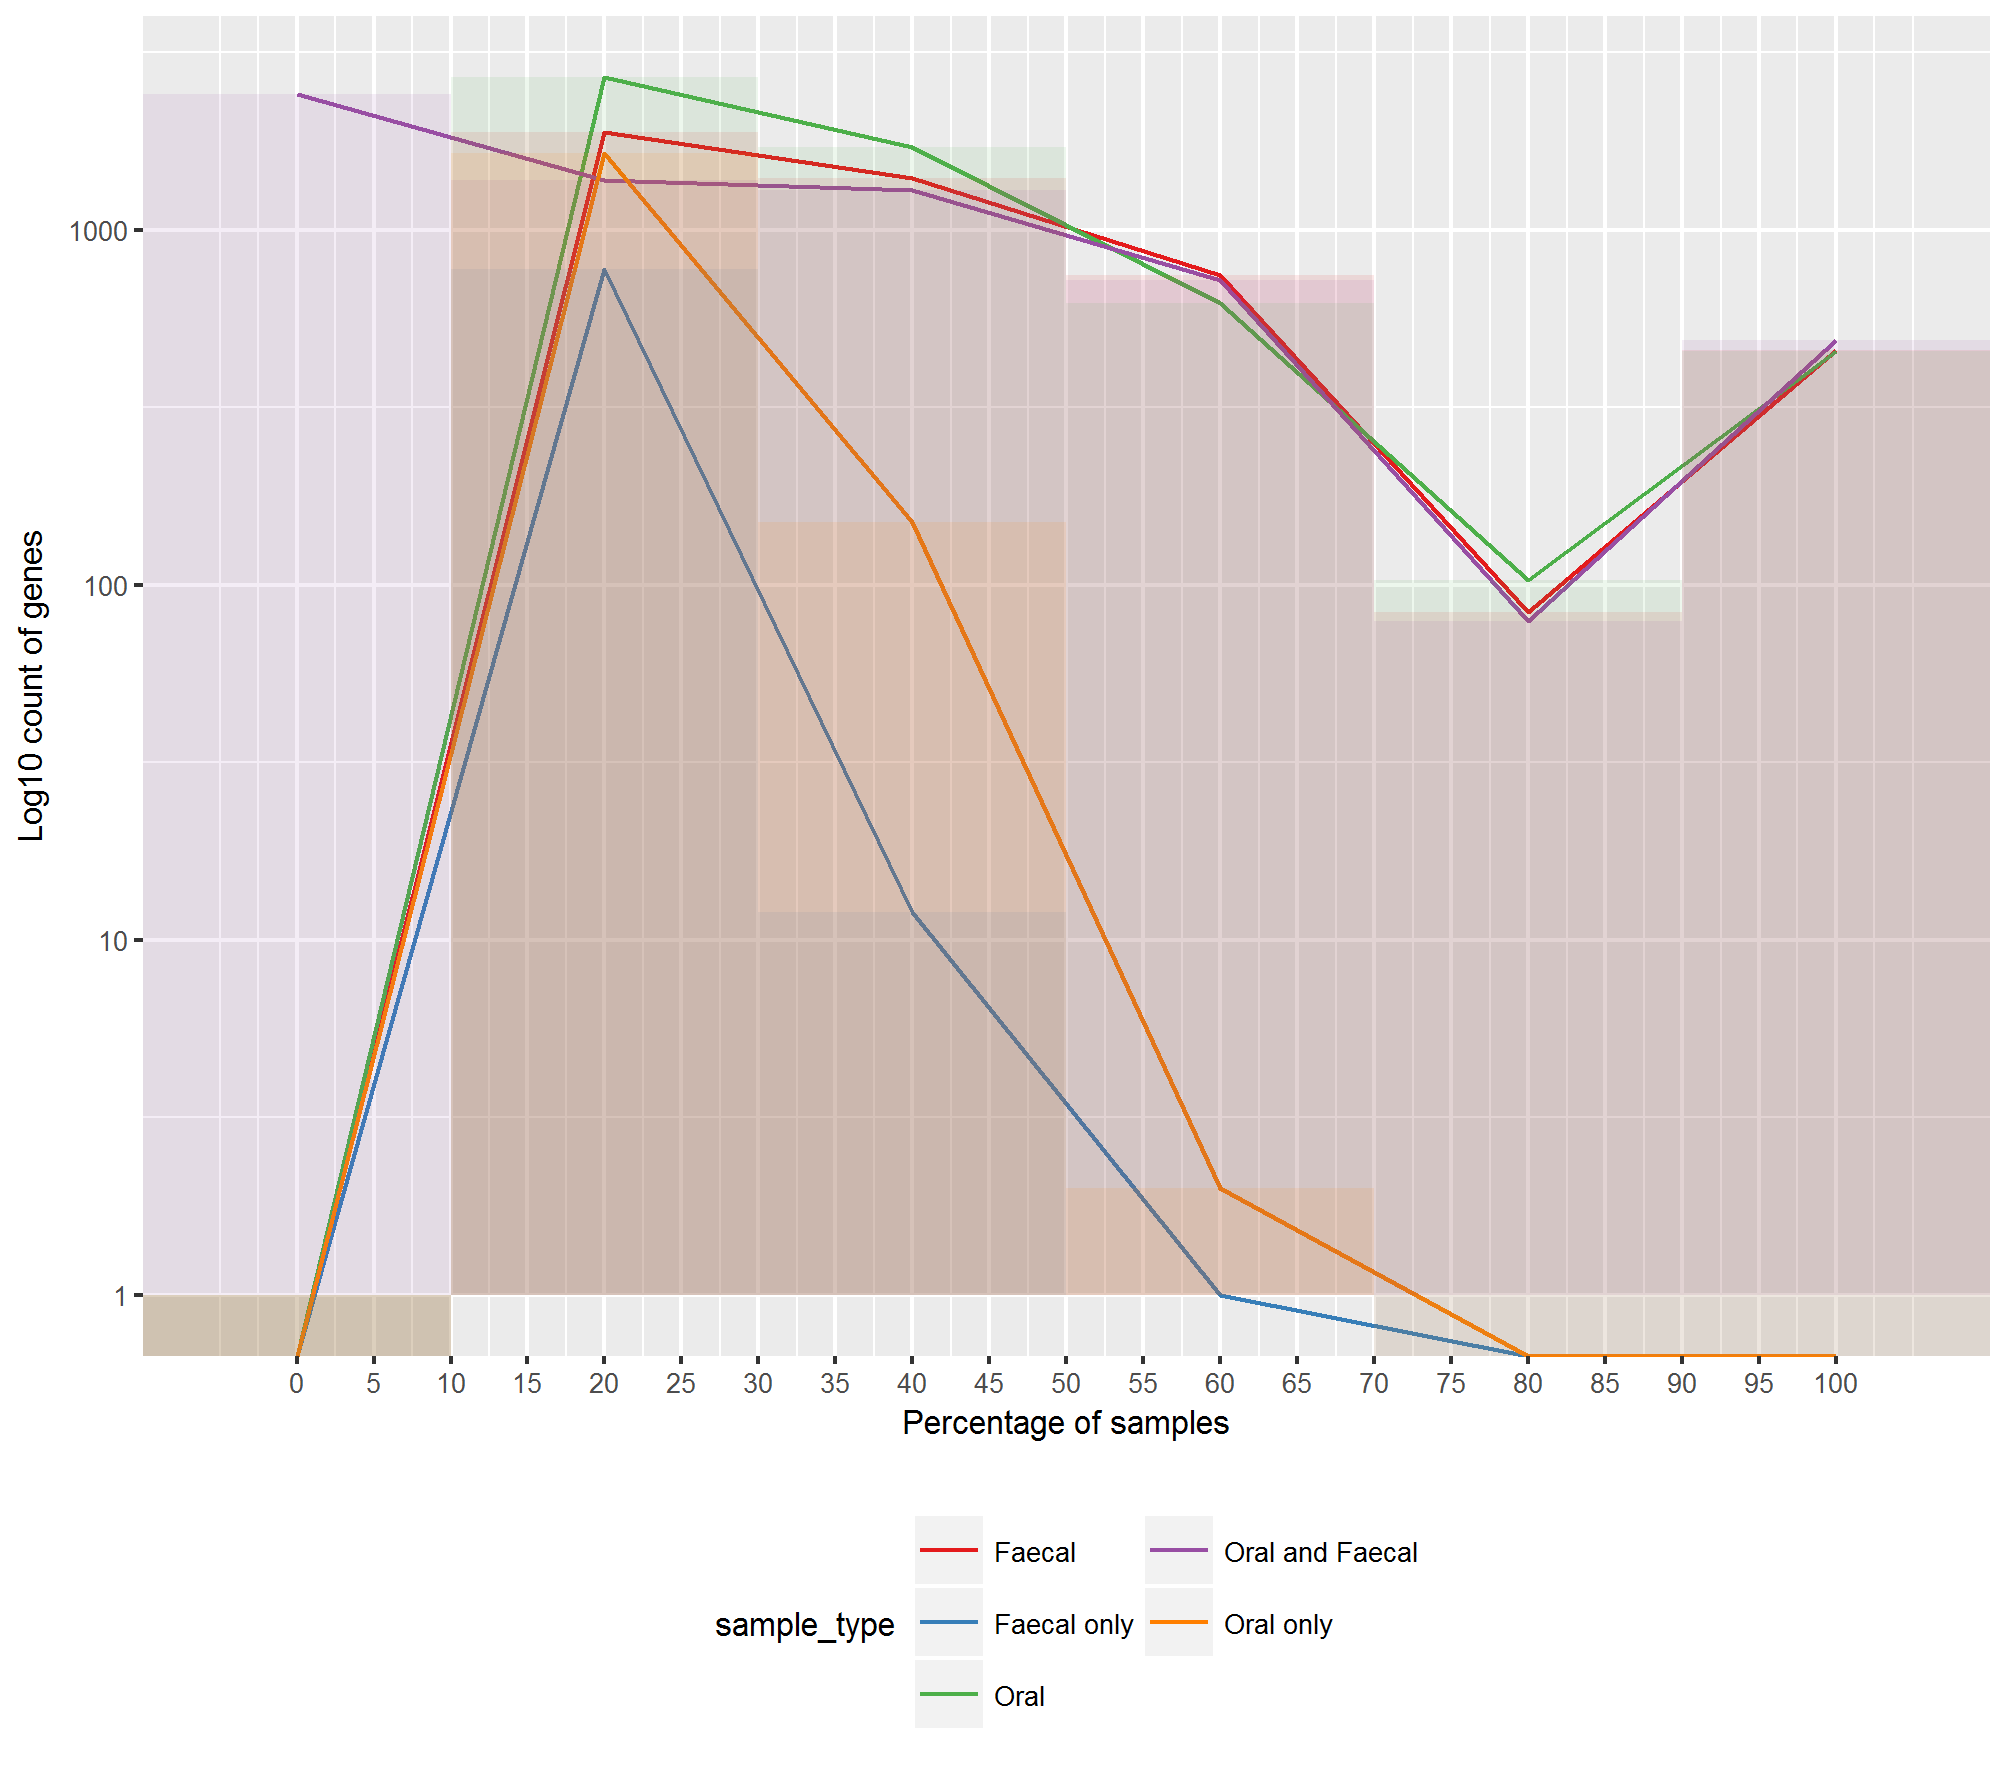 Log10 count of genes
1000
100
10
1
0 5 10 15 20 25 30 35 40 45 50 55 60 65 70 75 80 85 90 95 100
Percentage of samples
sample_type
Faecal
Faecal only
Oral
Oral and Faecal
Oral only